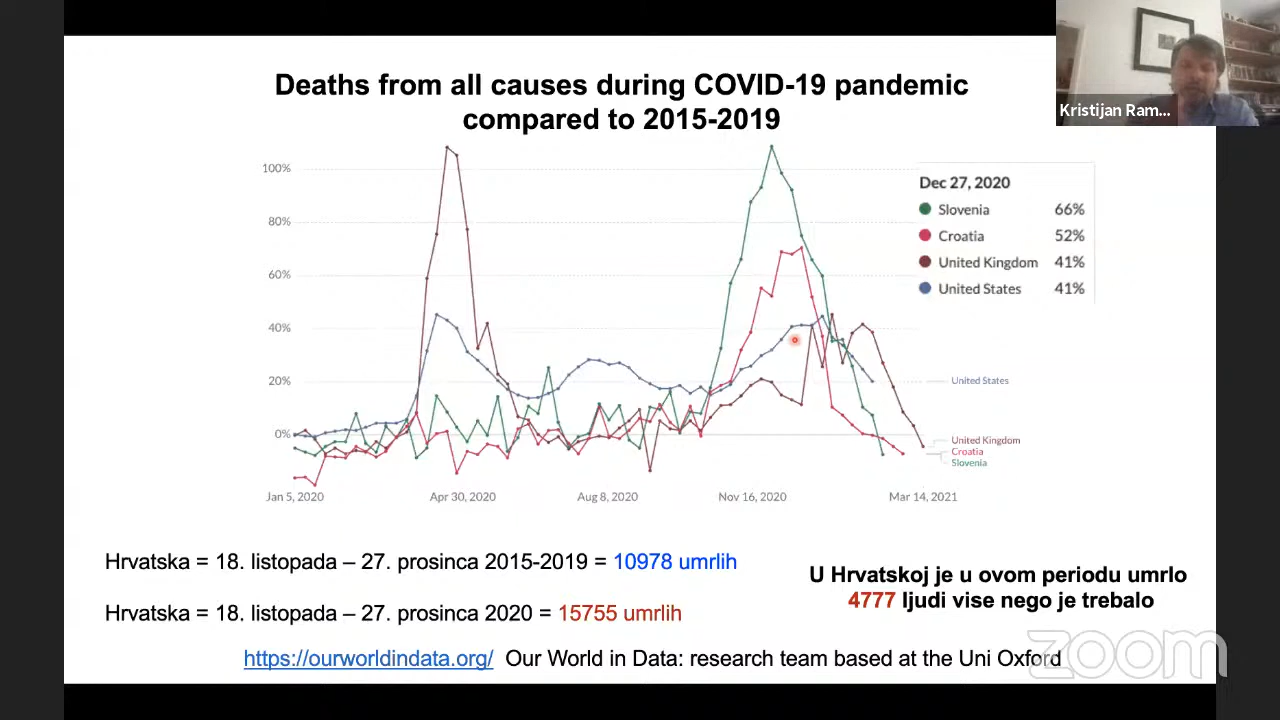 Deaths from all causes during COVID-19 pandemic
compared to 2015-2019
Kristijan Ram...
100%
80%
60%
40%
20%
0%
Dec 27, 2020
Slovenia 66%
Croatia 52%
United Kingdom 41%
United States 41%
United States
United Kingdom
Croatia
Slovenia
Jan 5, 2020 Apr 30, 2020 Aug 8, 2020 Nov 16, 2020 Mar 14, 2021
Hrvatska = 18. listopada – 27. prosinca 2015-2019 = 10978 umrlih
Hrvatska = 18. listopada – 27. prosinca 2020 = 15755 umrlih
U Hrvatskoj je u ovom periodu umrlo
4777 ljudi vise nego je trebalo
https://ourworldindata.org/ Our World in Data: research team based at the Uni Oxford
zoom